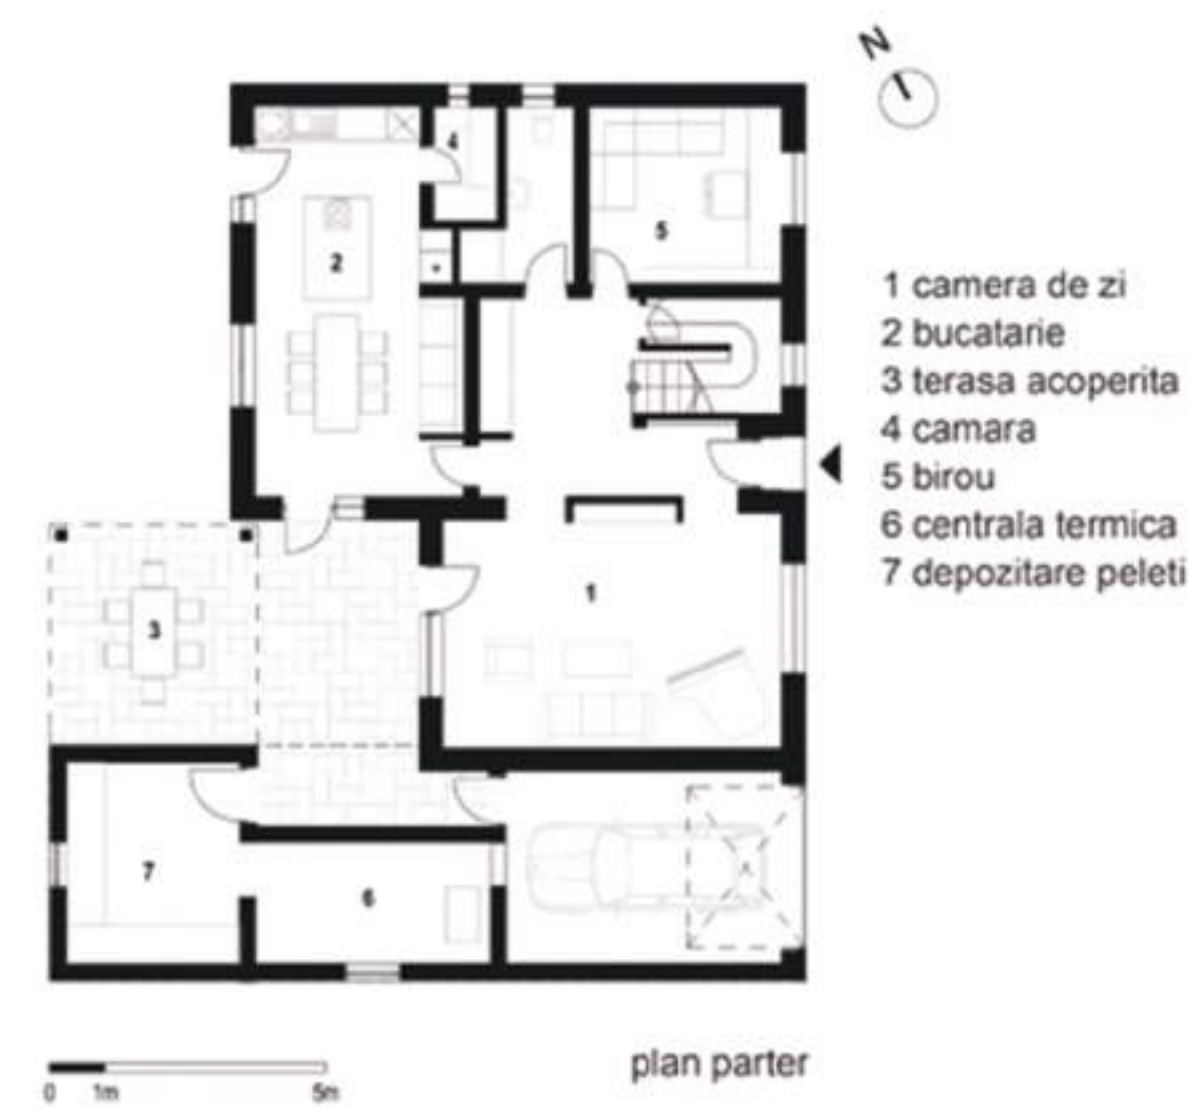 N
4
5
2
1 camera de zi
2 bucatarie
3 terasa acoperita
4 camara
5 birou
6 centrala termica
7 depozitare peleti
1
3
7
6
0 1m 5m
plan parter